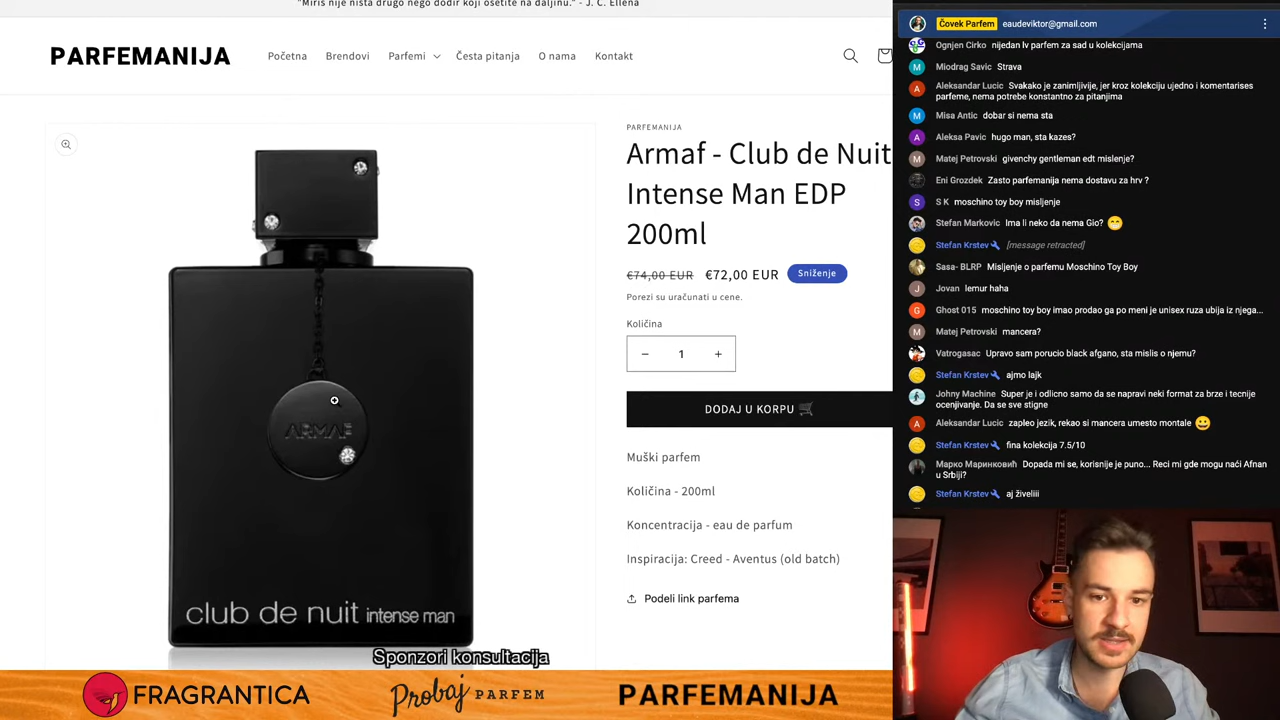 "Miris nije ništa drugo nego dodir koji osetite na daljinu." - J. C. Ellena
PARFEMANIJA
Početna
Brendovi
Parfemi
Česta pitanja
O nama
Kontakt
PARFEMANIJA
Armaf - Club de Nuit
Intense Man EDP
200ml
€74,00 EUR €72,00 EUR Sniženje
Porezi su uračunati u cene.
Količina
− 1 +
DODAJ U KORPU
Muški parfem
Količina - 200ml
Koncentracija - eau de parfum
Inspiracija: Creed - Aventus (old batch)
Podeli link parfema
ARMAF
club de nuit intense man
Sponzori konsultacija
FRAGRANTICA
Probaj PARFEM
PARFEMANIJA
Čovek Parfem eaudeviktor@gmail.com
Ognjen Cirko nijedan lv parfem za sad u kolekcijama
M Miodrag Savic Strava
A Aleksandar Lucic Svakako je zanimljivije, jer kroz kolekciju ujedno i komentarises
parfeme, nema potrebe konstantno za pitanjima
M Misa Antic dobar si nema sta
A Aleksa Pavic hugo man, sta kazes?
M Matej Petrovski givenchy gentleman edt mislenje?
Eni Grozdek Zasto parfemanija nema dostavu za hrv ?
S S K moschino toy boy misljenje
Stefan Markovic Ima li neko da nema Gio?
Stefan Krstev [message retracted]
Sasa- BLRP Misljenje o parfemu Moschino Toy Boy
J Jovan lemur haha
G Ghost 015 moschino toy boy imao prodao ga po meni je unisex ruza ubija iz njega...
M Matej Petrovski mancera?
Vatrogasac Upravo sam porucio black afgano, sta mislis o njemu?
Stefan Krstev ajmo lajk
Johny Machine Super je i odlicno samo da se napravi neki format za brze i tecnije
ocenjivanje. Da se sve stigne
A Aleksandar Lucic zapleo jezik, rekao si mancera umesto montale
Stefan Krstev fina kolekcija 7.5/10
Марко Маринковић Dopada mi se, korisnije je puno... Reci mi gde mogu naći Afnan
u Srbiji?
Stefan Krstev aj živeliii